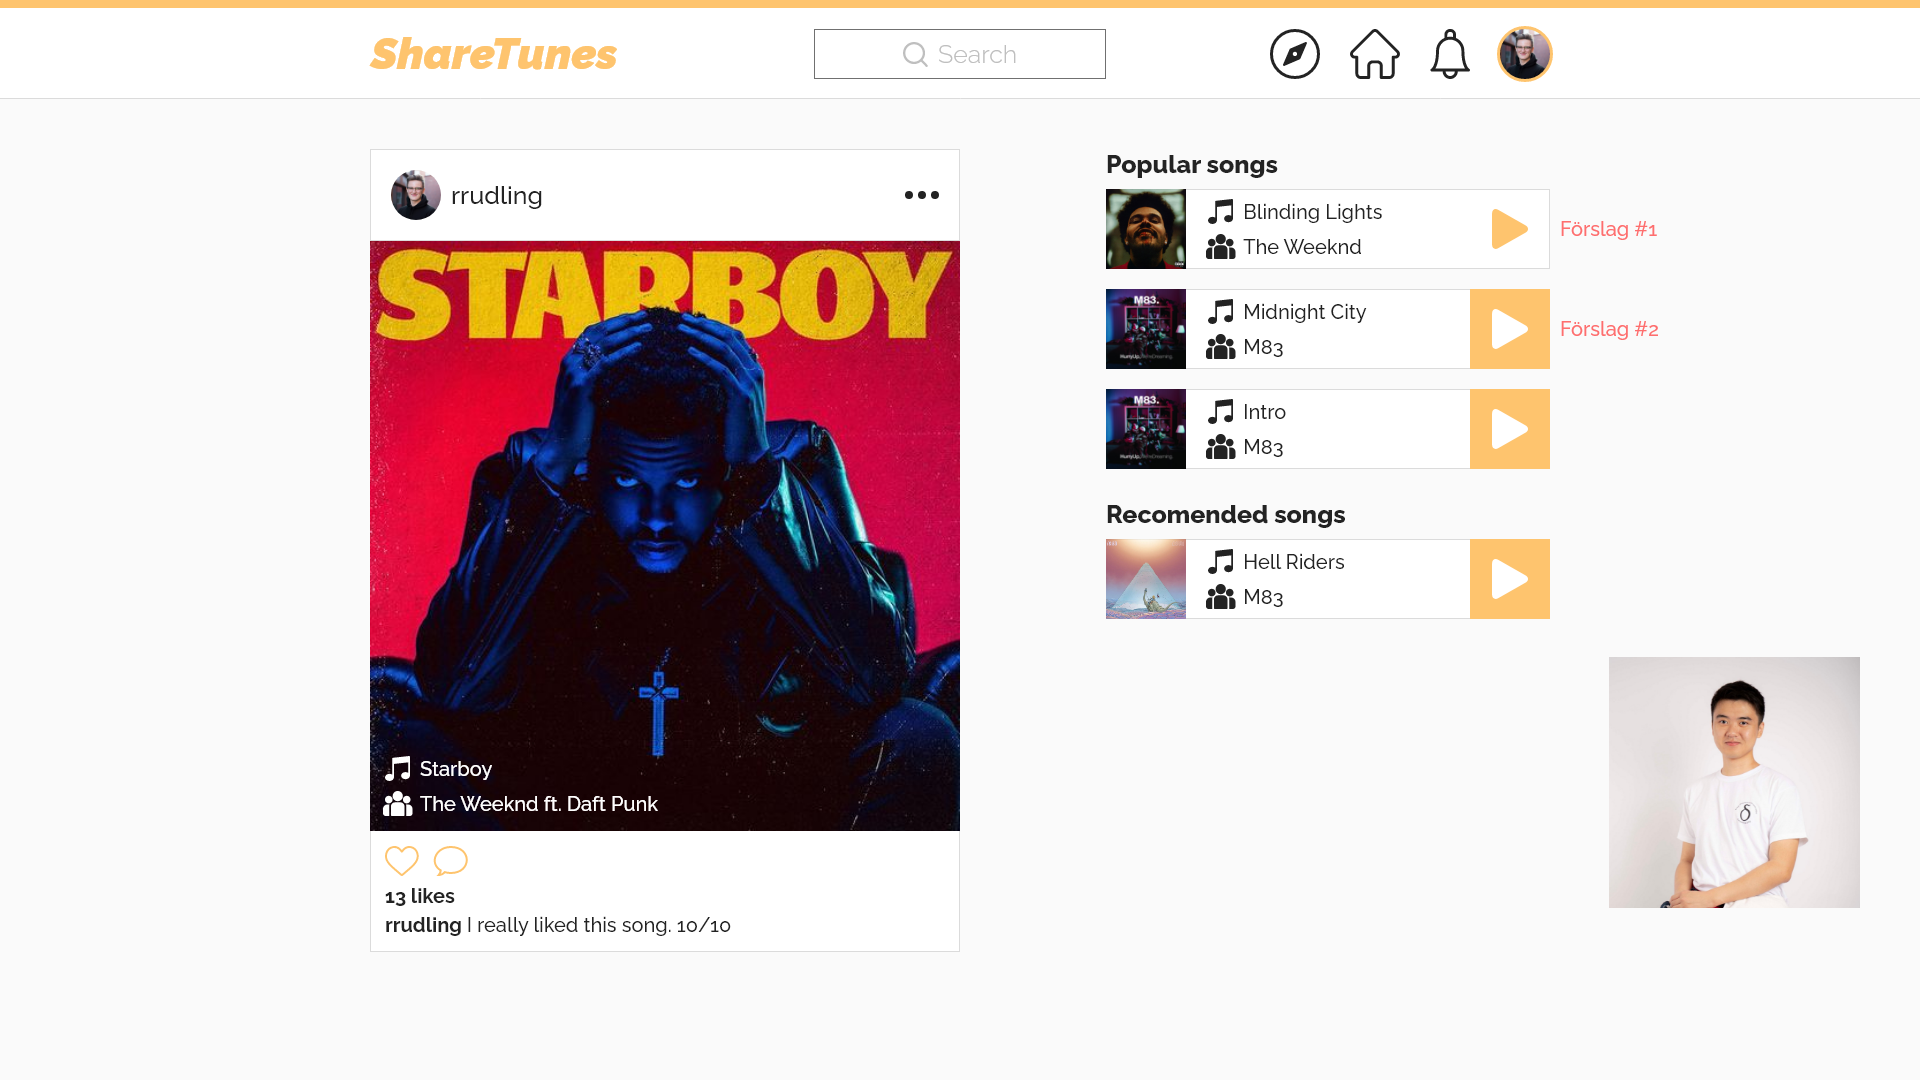 ShareTunes
Search
rrudling
STARBOY
Starboy
The Weeknd ft. Daft Punk
13 likes
rrudling I really liked this song. 10/10
Popular songs
Blinding Lights
The Weeknd
Förslag #1
M83.
Midnight City
M83
Förslag #2
M83.
Intro
M83
Recomended songs
Hell Riders
M83